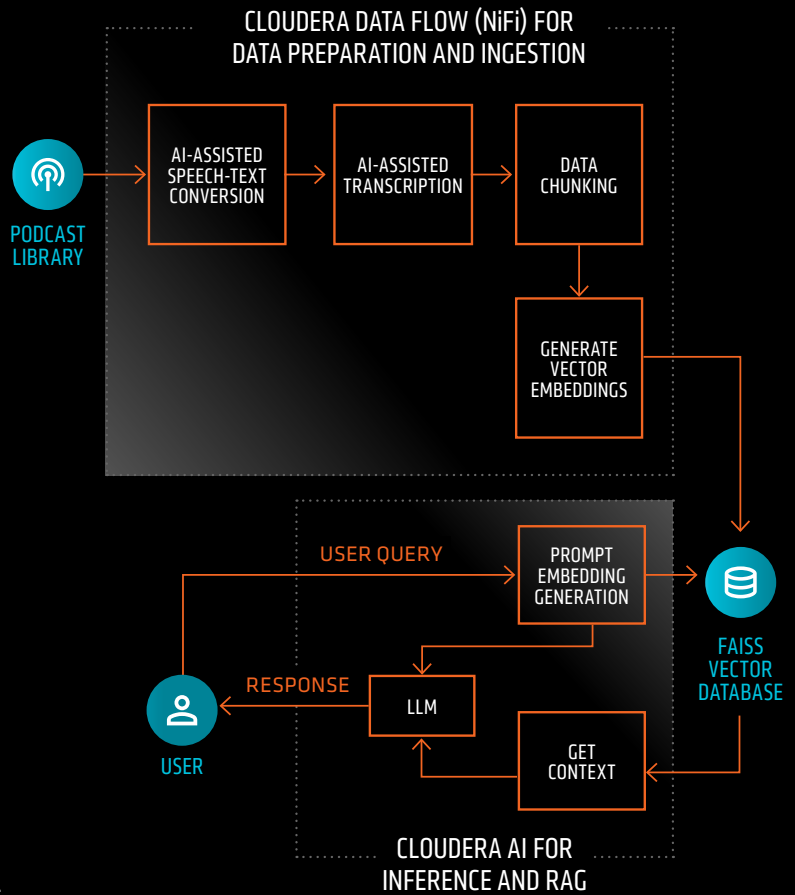 CLOUDERA DATA FLOW (NiFi) FOR
DATA PREPARATION AND INGESTION
PODCAST
LIBRARY
AI-ASSISTED
SPEECH-TEXT
CONVERSION
AI-ASSISTED
TRANSCRIPTION
DATA
CHUNKING
GENERATE
VECTOR
EMBEDDINGS
USER QUERY
PROMPT
EMBEDDING
GENERATION
FAISS
VECTOR
DATABASE
RESPONSE
LLM
USER
GET
CONTEXT
CLOUDERA AI FOR
INFERENCE AND RAG